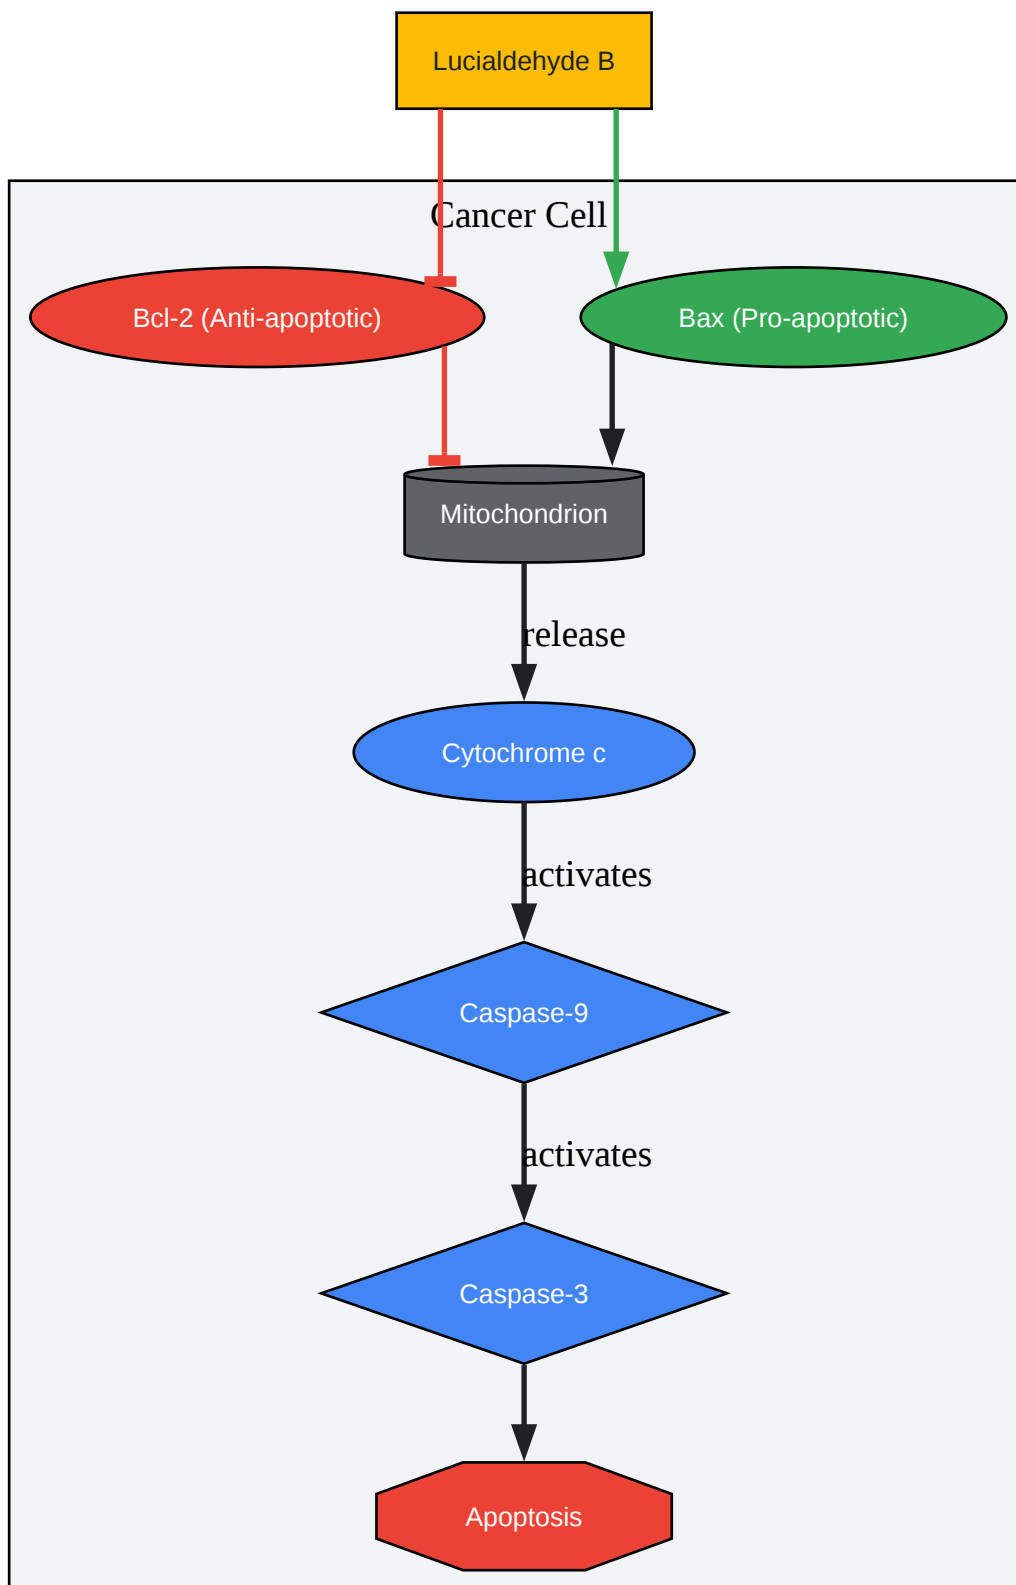 Lucialdehyde B
Cancer Cell
Bcl-2 (Anti-apoptotic)
Bax (Pro-apoptotic)
Mitochondrion
release
Cytochrome c
activates
Caspase-9
activates
Caspase-3
Apoptosis